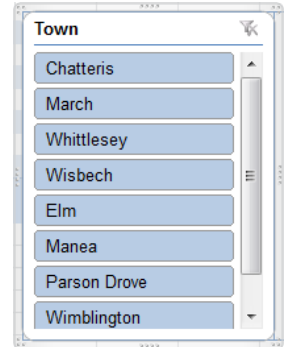 Town
Chatteris
March
Whittlesey
Wisbech
Elm
Manea
Parson Drove
Wimblington